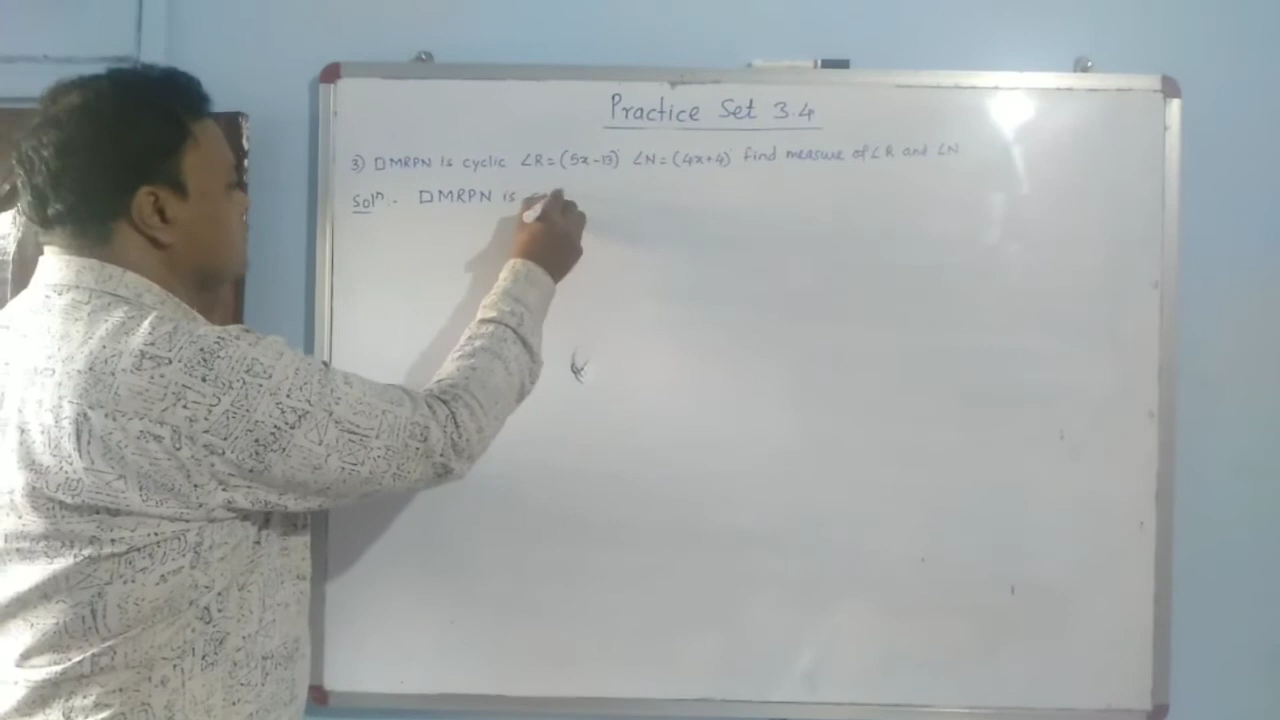 Practice Set 3.4
3) □MRPN is cyclic ∠R=(5x-13)° ∠N=(4x+4)° find measure of ∠R and ∠N
Solⁿ:- □MRPN is